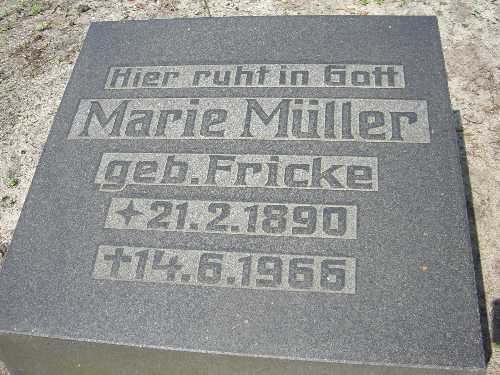 Hier ruht in Gott
Marie Müller
geb. Fricke
✦ 21.2.1890
✝ 14.6.1966